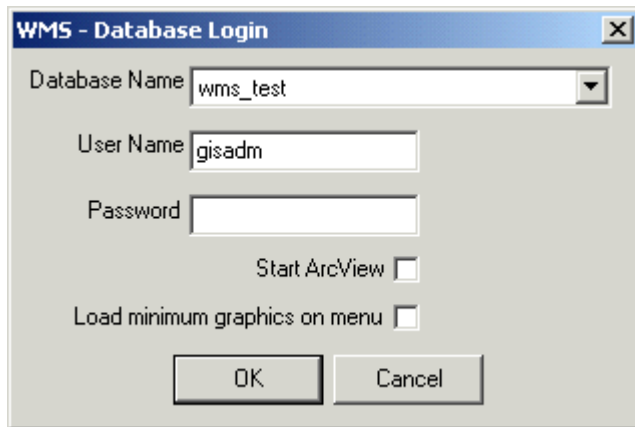 WMS - Database Login
Database Name wms_test
User Name gisadm
Password
Start ArcView
Load minimum graphics on menu
OK Cancel